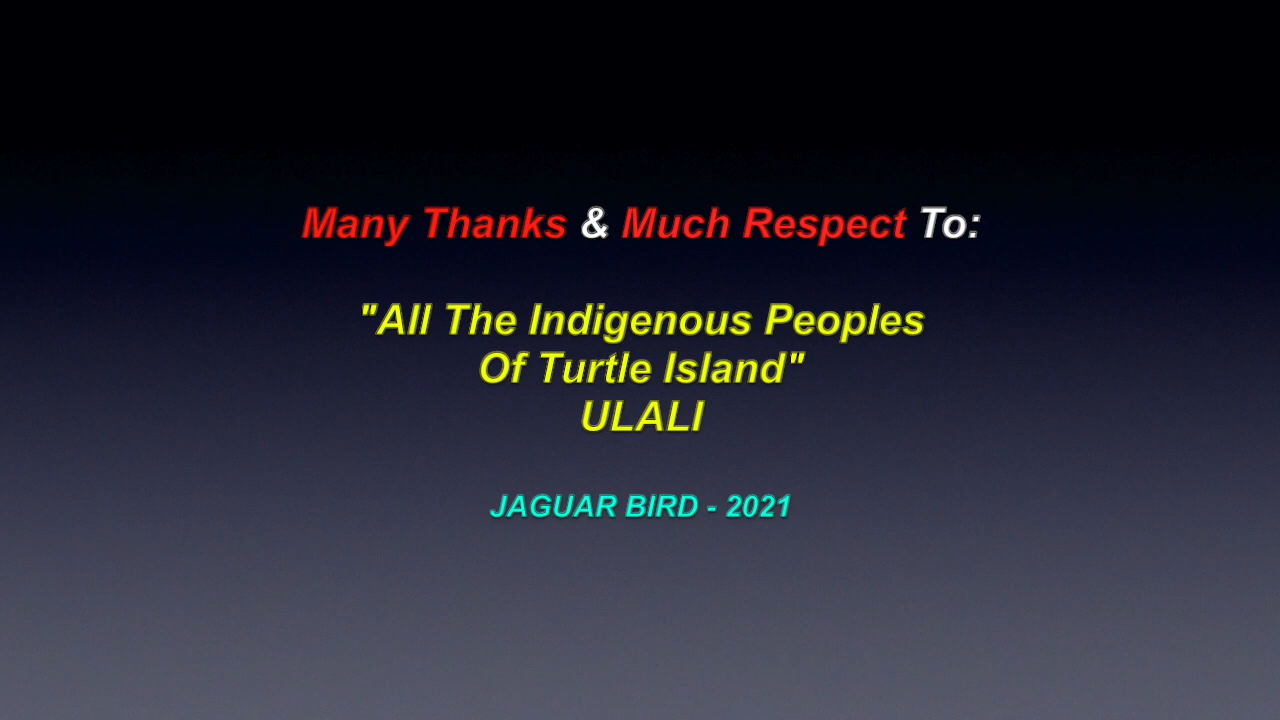 Many Thanks & Much Respect To:
"All The Indigenous Peoples
Of Turtle Island"
ULALI
JAGUAR BIRD - 2021